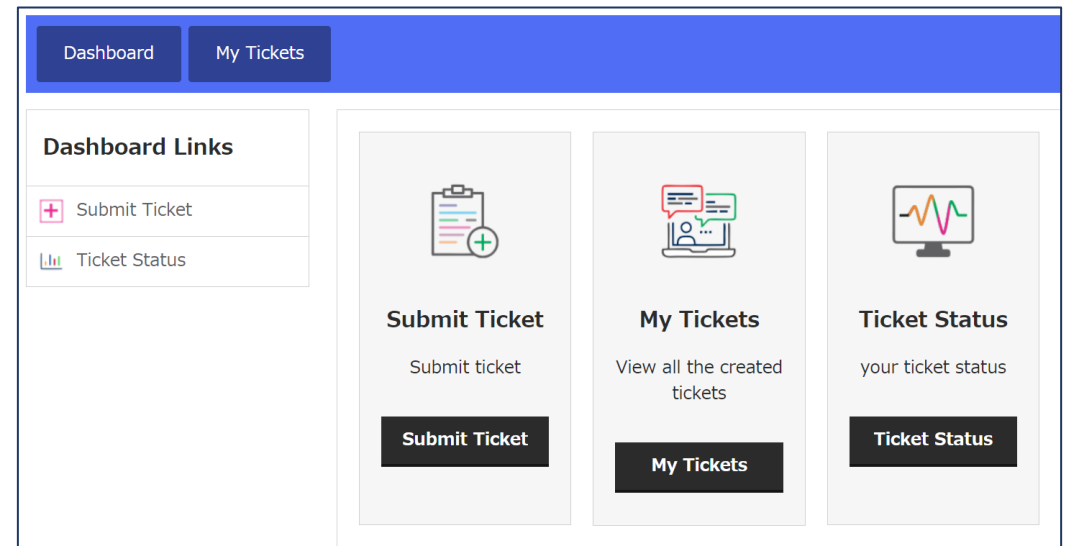 Dashboard
My Tickets
Dashboard Links
Submit Ticket
Ticket Status
Submit Ticket
Submit ticket
Submit Ticket
My Tickets
View all the created
tickets
My Tickets
Ticket Status
your ticket status
Ticket Status